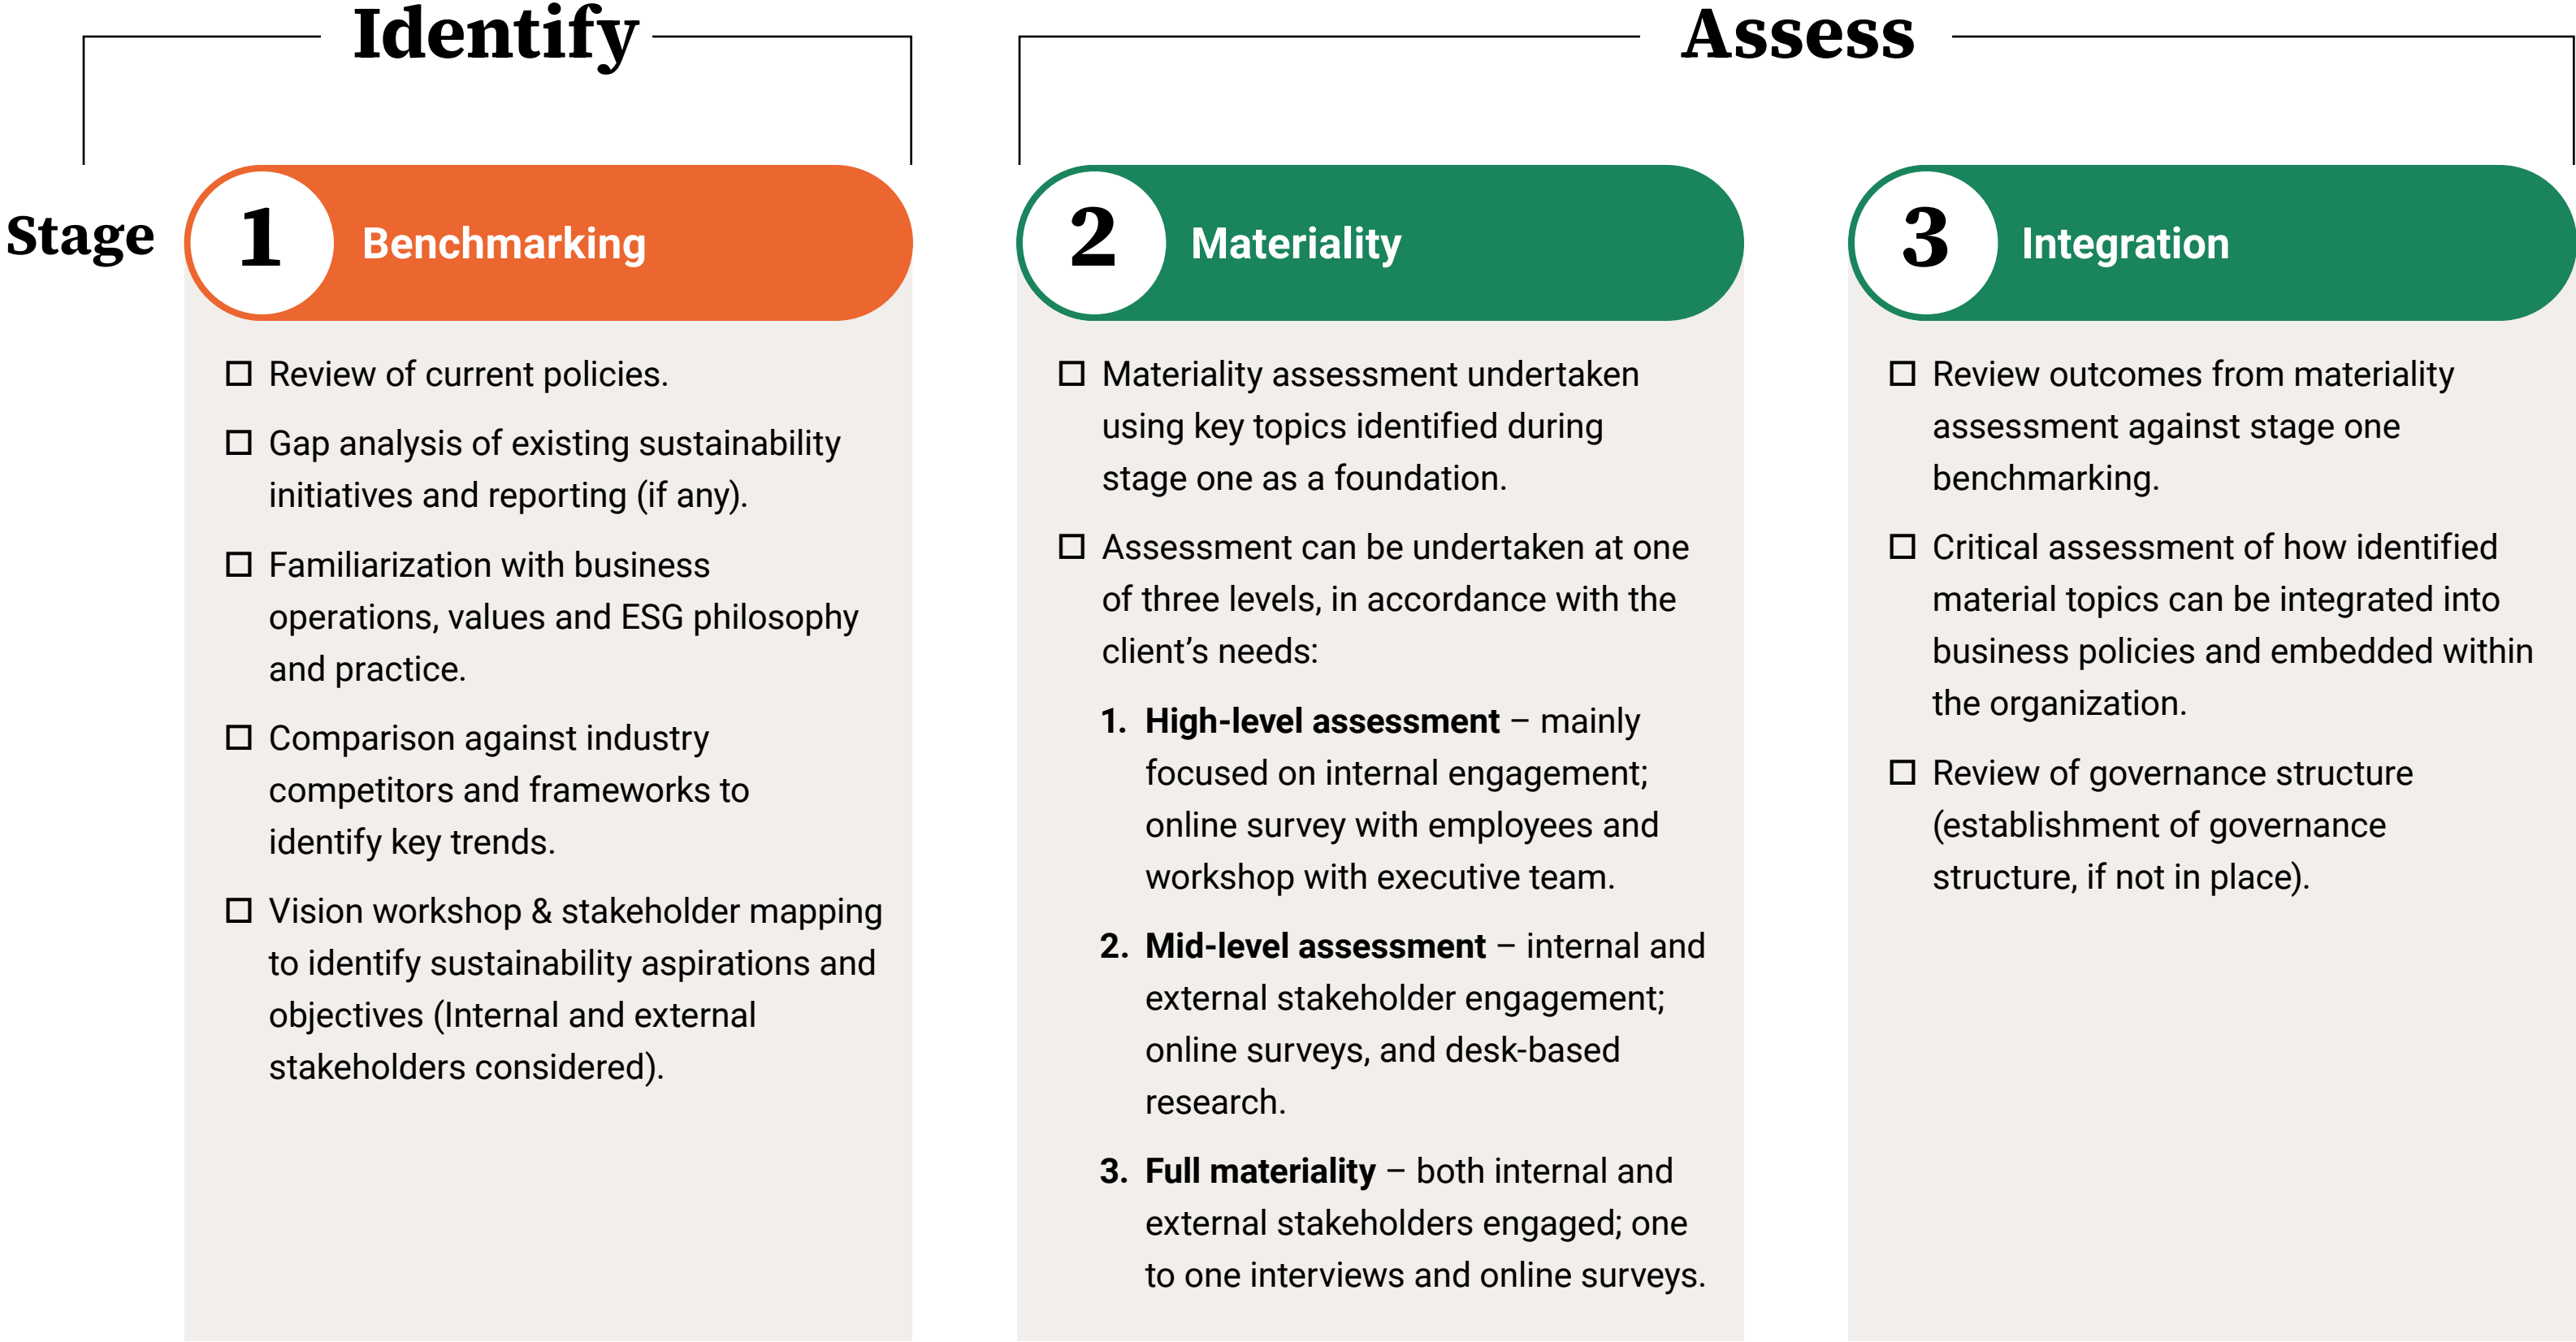 Identify
Assess
Stage
1
Benchmarking
Review of current policies.
Gap analysis of existing sustainability
initiatives and reporting (if any).
Familiarization with business
operations, values and ESG philosophy
and practice.
Comparison against industry
competitors and frameworks to
identify key trends.
Vision workshop & stakeholder mapping
to identify sustainability aspirations and
objectives (Internal and external
stakeholders considered).
2
Materiality
Materiality assessment undertaken
using key topics identified during
stage one as a foundation.
Assessment can be undertaken at one
of three levels, in accordance with the
client’s needs:
1. High-level assessment – mainly
focused on internal engagement;
online survey with employees and
workshop with executive team.
2. Mid-level assessment – internal and
external stakeholder engagement;
online surveys, and desk-based
research.
3. Full materiality – both internal and
external stakeholders engaged; one
to one interviews and online surveys.
3
Integration
Review outcomes from materiality
assessment against stage one
benchmarking.
Critical assessment of how identified
material topics can be integrated into
business policies and embedded within
the organization.
Review of governance structure
(establishment of governance
structure, if not in place).